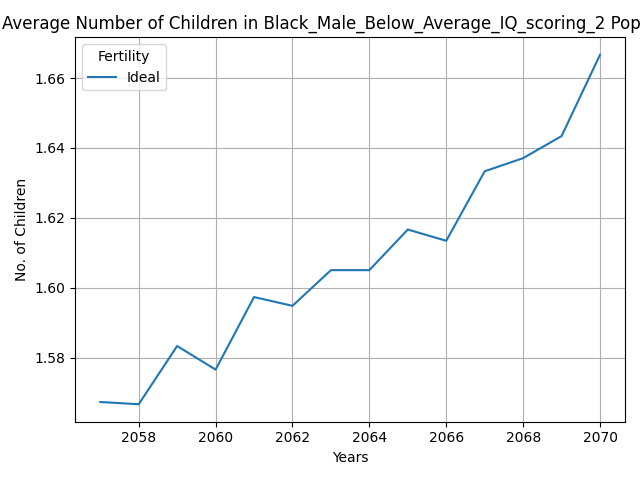 Average Number of Children in Black_Male_Below_Average_IQ_scoring_2 Pop
Fertility
Ideal
1.66
1.64
1.62
1.60
1.58
No. of Children
2058 2060 2062 2064 2066 2068 2070
Years